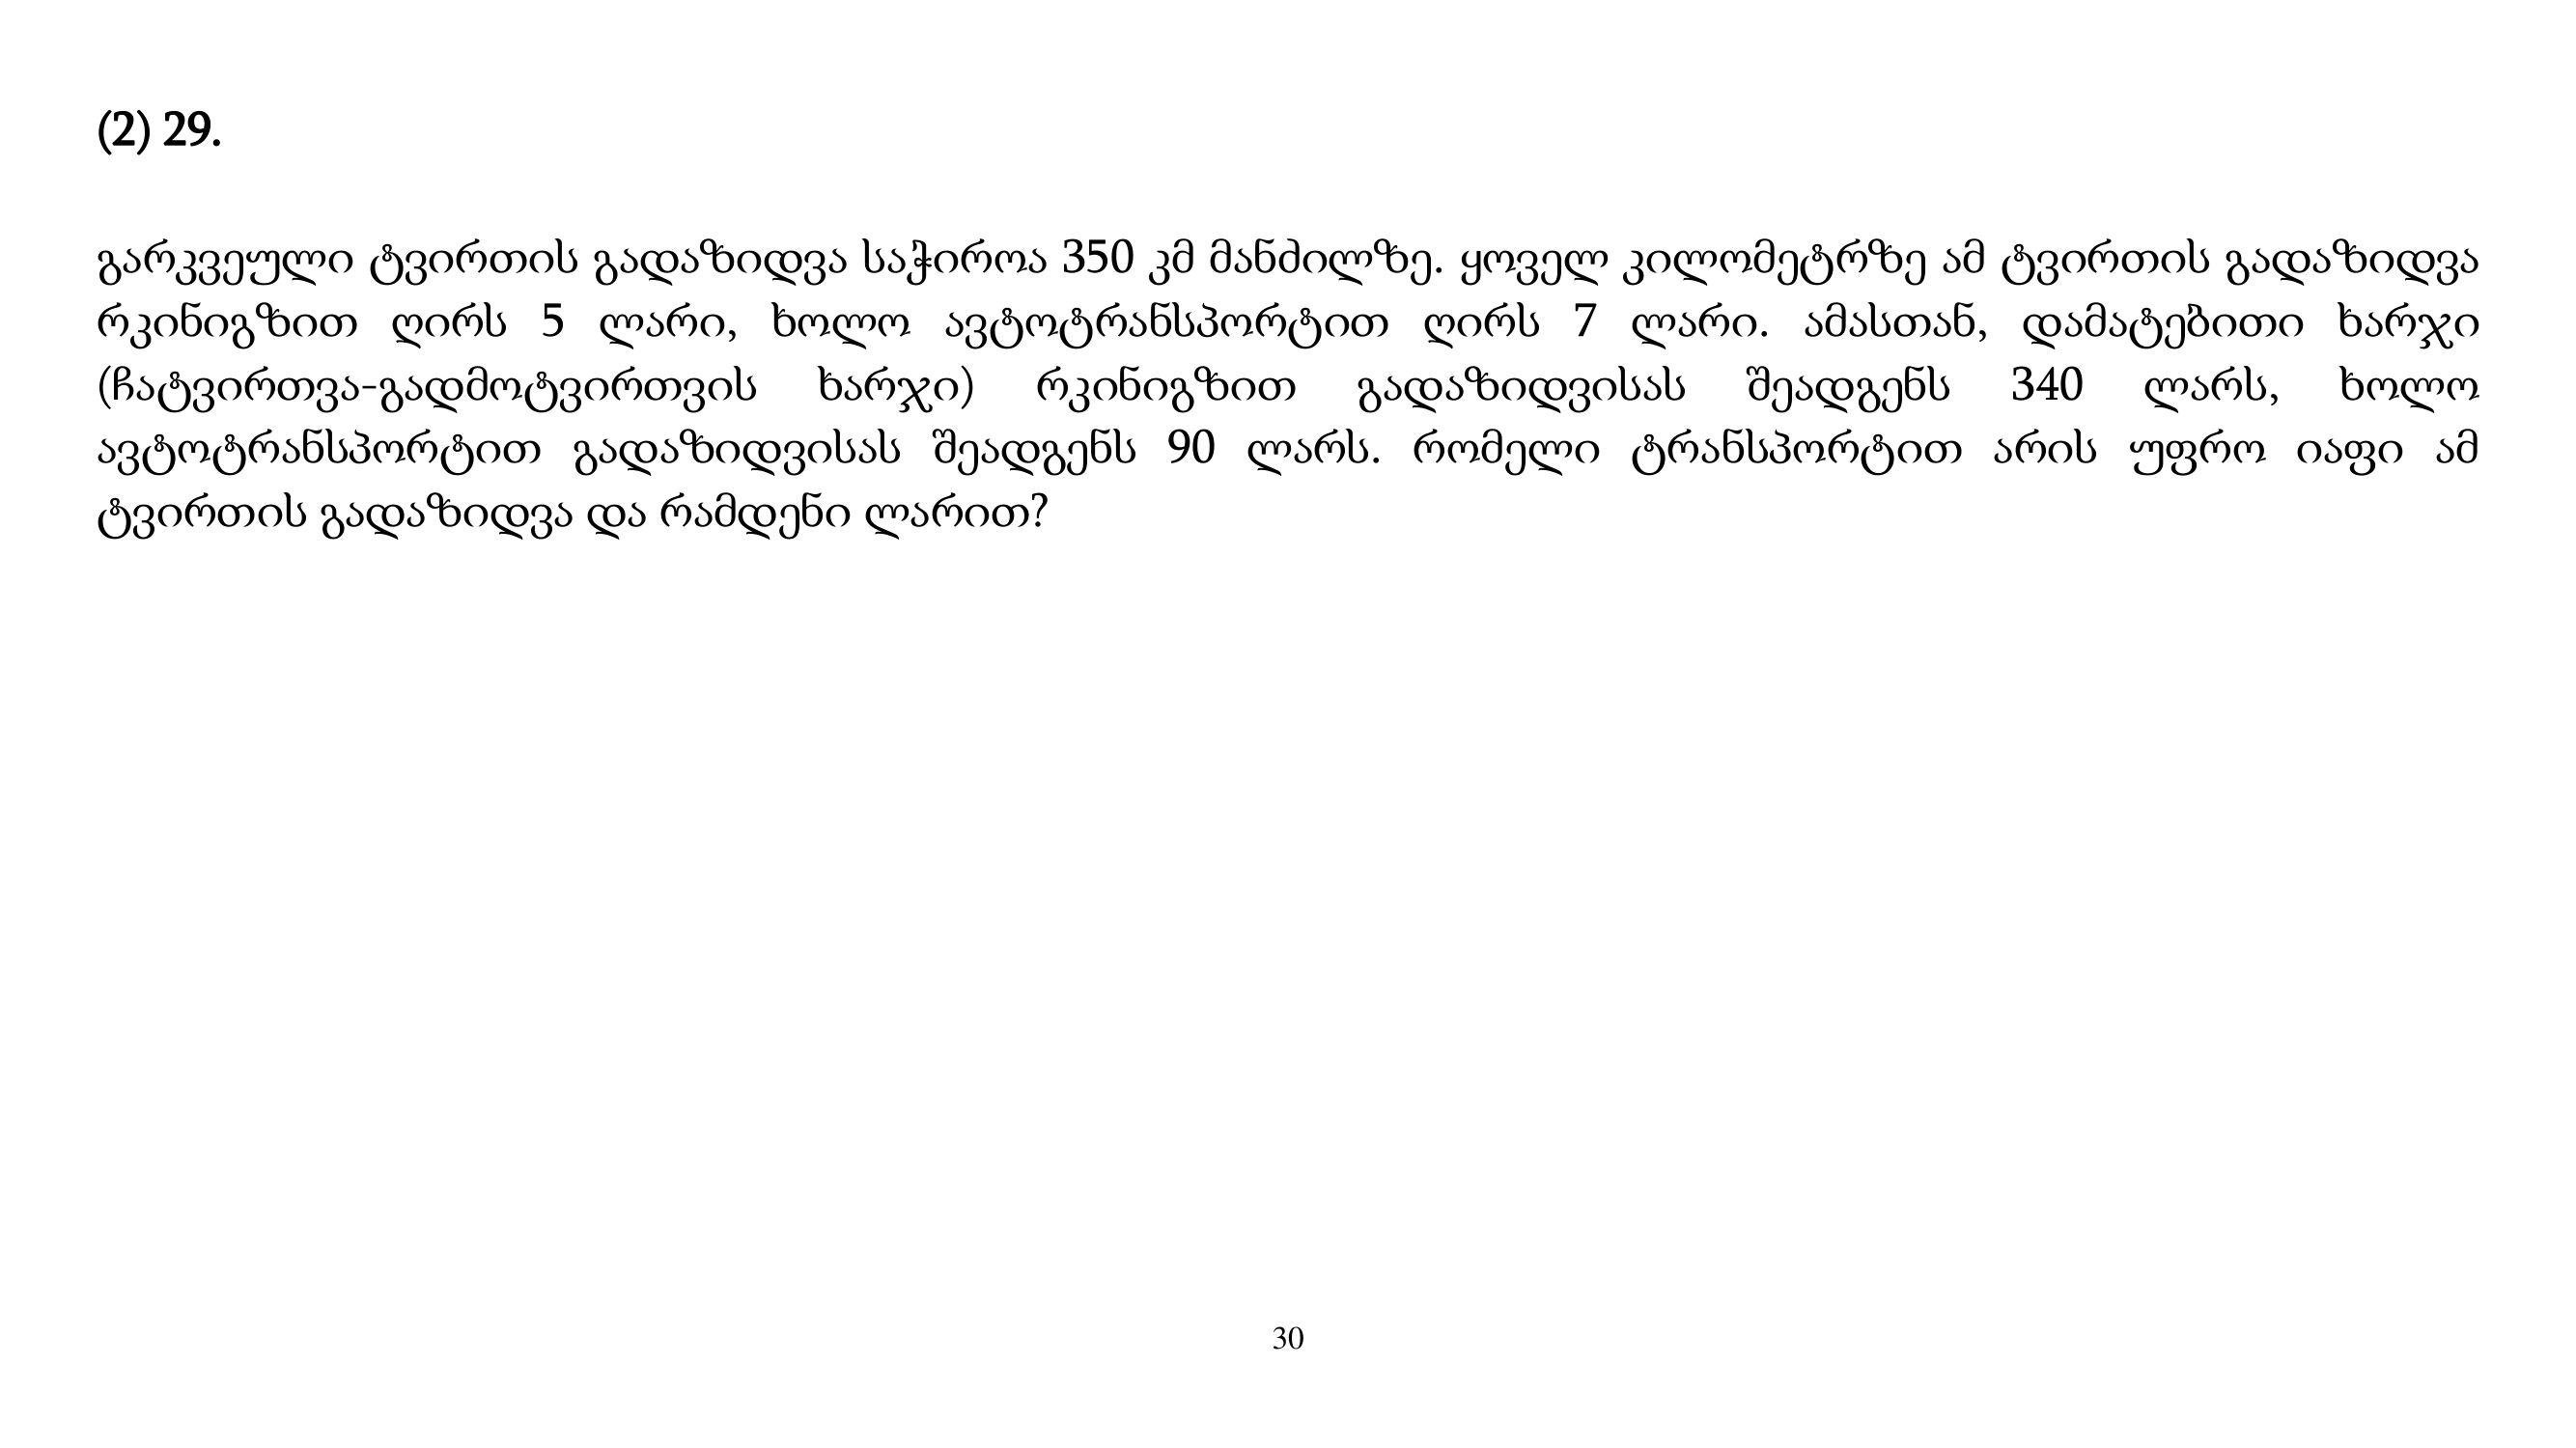 (2) 29.
გარკვეული ტვირთის გადაზიდვა საჭიროა 350 კმ მანძილზე. ყოველ კილომეტრზე ამ ტვირთის გადაზიდვა
რკინიგზით ღირს 5 ლარი, ხოლო ავტოტრანსპორტით ღირს 7 ლარი. ამასთან, დამატებითი ხარჯი
(ჩატვირთვა-გადმოტვირთვის ხარჯი) რკინიგზით გადაზიდვისას შეადგენს 340 ლარს, ხოლო
ავტოტრანსპორტით გადაზიდვისას შეადგენს 90 ლარს. რომელი ტრანსპორტით არის უფრო იაფი ამ
ტვირთის გადაზიდვა და რამდენი ლარით?
30